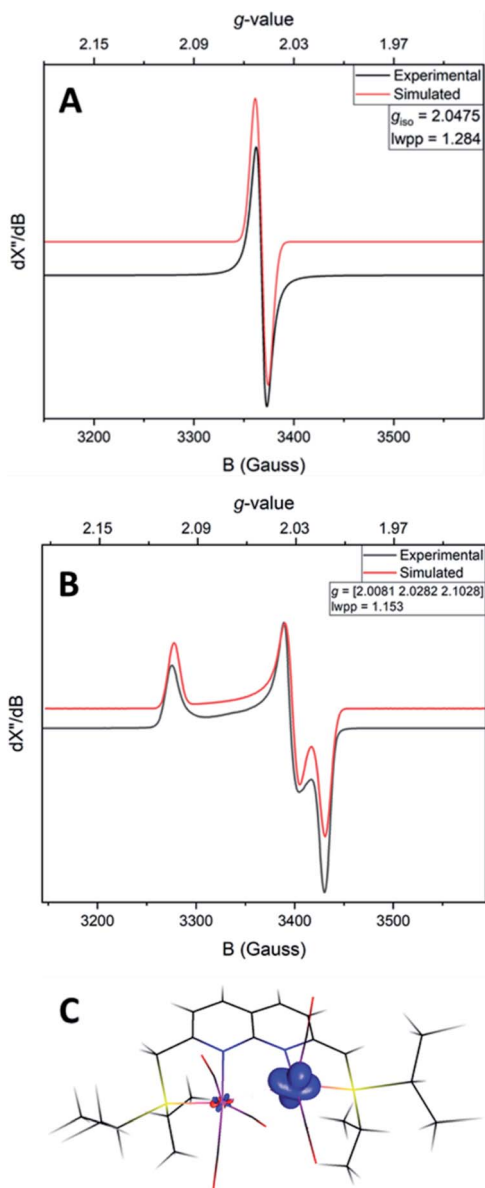 g-value
2.15 2.09 2.03 1.97
A
Experimental
Simulated
giso = 2.0475
lwpp = 1.284
dX"/dB
3200 3300 3400 3500
B (Gauss)
g-value
2.15 2.09 2.03 1.97
B
Experimental
Simulated
g = [2.0081 2.0282 2.1028]
lwpp = 1.153
dX"/dB
3200 3300 3400 3500
B (Gauss)
C